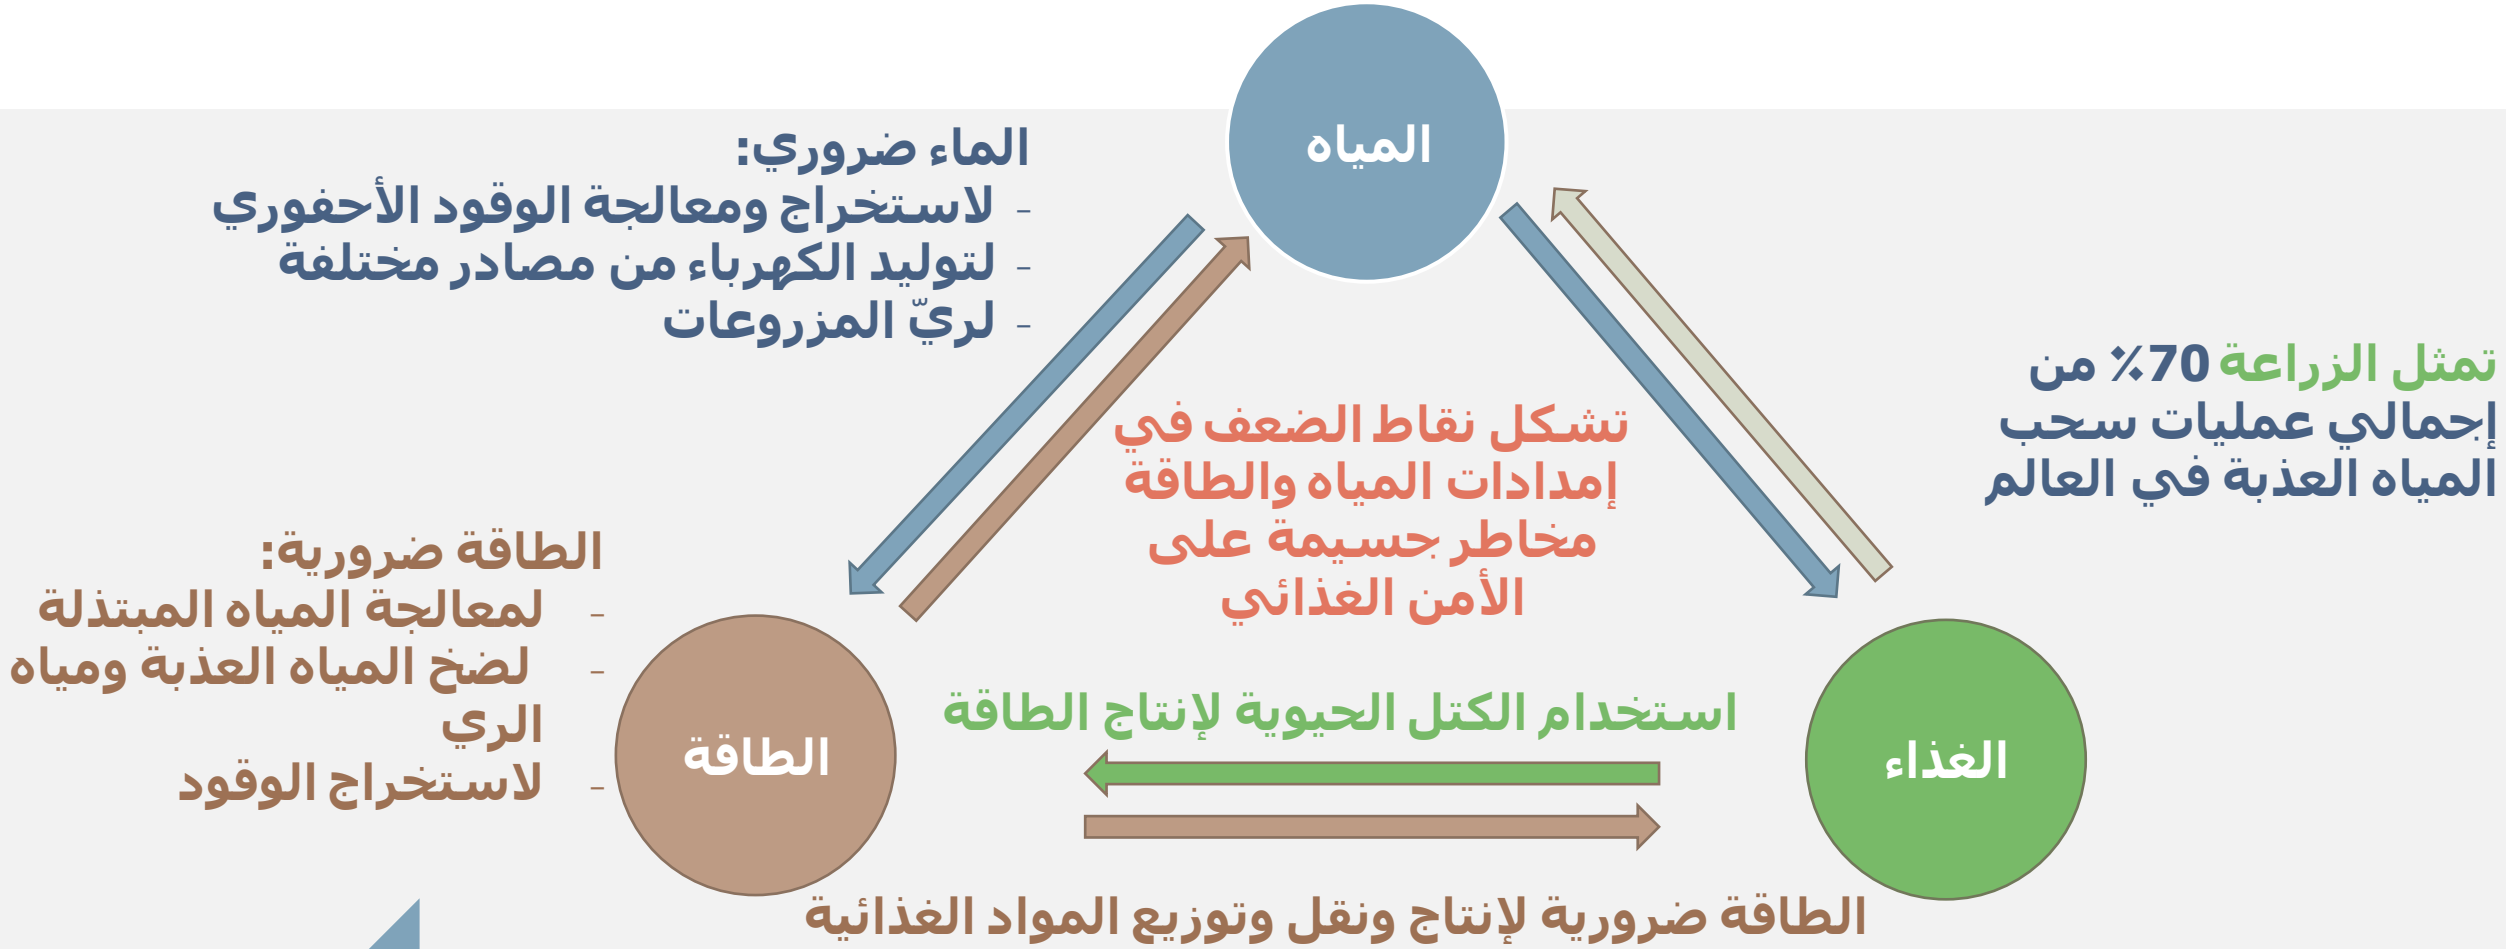 المياه
الماء ضروري:
– لاستخراج ومعالجة الوقود الأحفوري
– لتوليد الكهرباء من مصادر مختلفة
– لريّ المزروعات
تمثل الزراعة 70٪ من
إجمالي عمليات سحب
المياه العذبة في العالم
تشكل نقاط الضعف في
إمدادات المياه والطاقة
مخاطر جسيمة على
الأمن الغذائي
الطاقة ضرورية:
– لمعالجة المياه المبتذلة
– لضخ المياه العذبة ومياه
الري
– لاستخراج الوقود
استخدام الكتل الحيوية لإنتاج الطاقة
الغذاء
الطاقة
الطاقة ضرورية لإنتاج ونقل وتوزيع المواد الغذائية